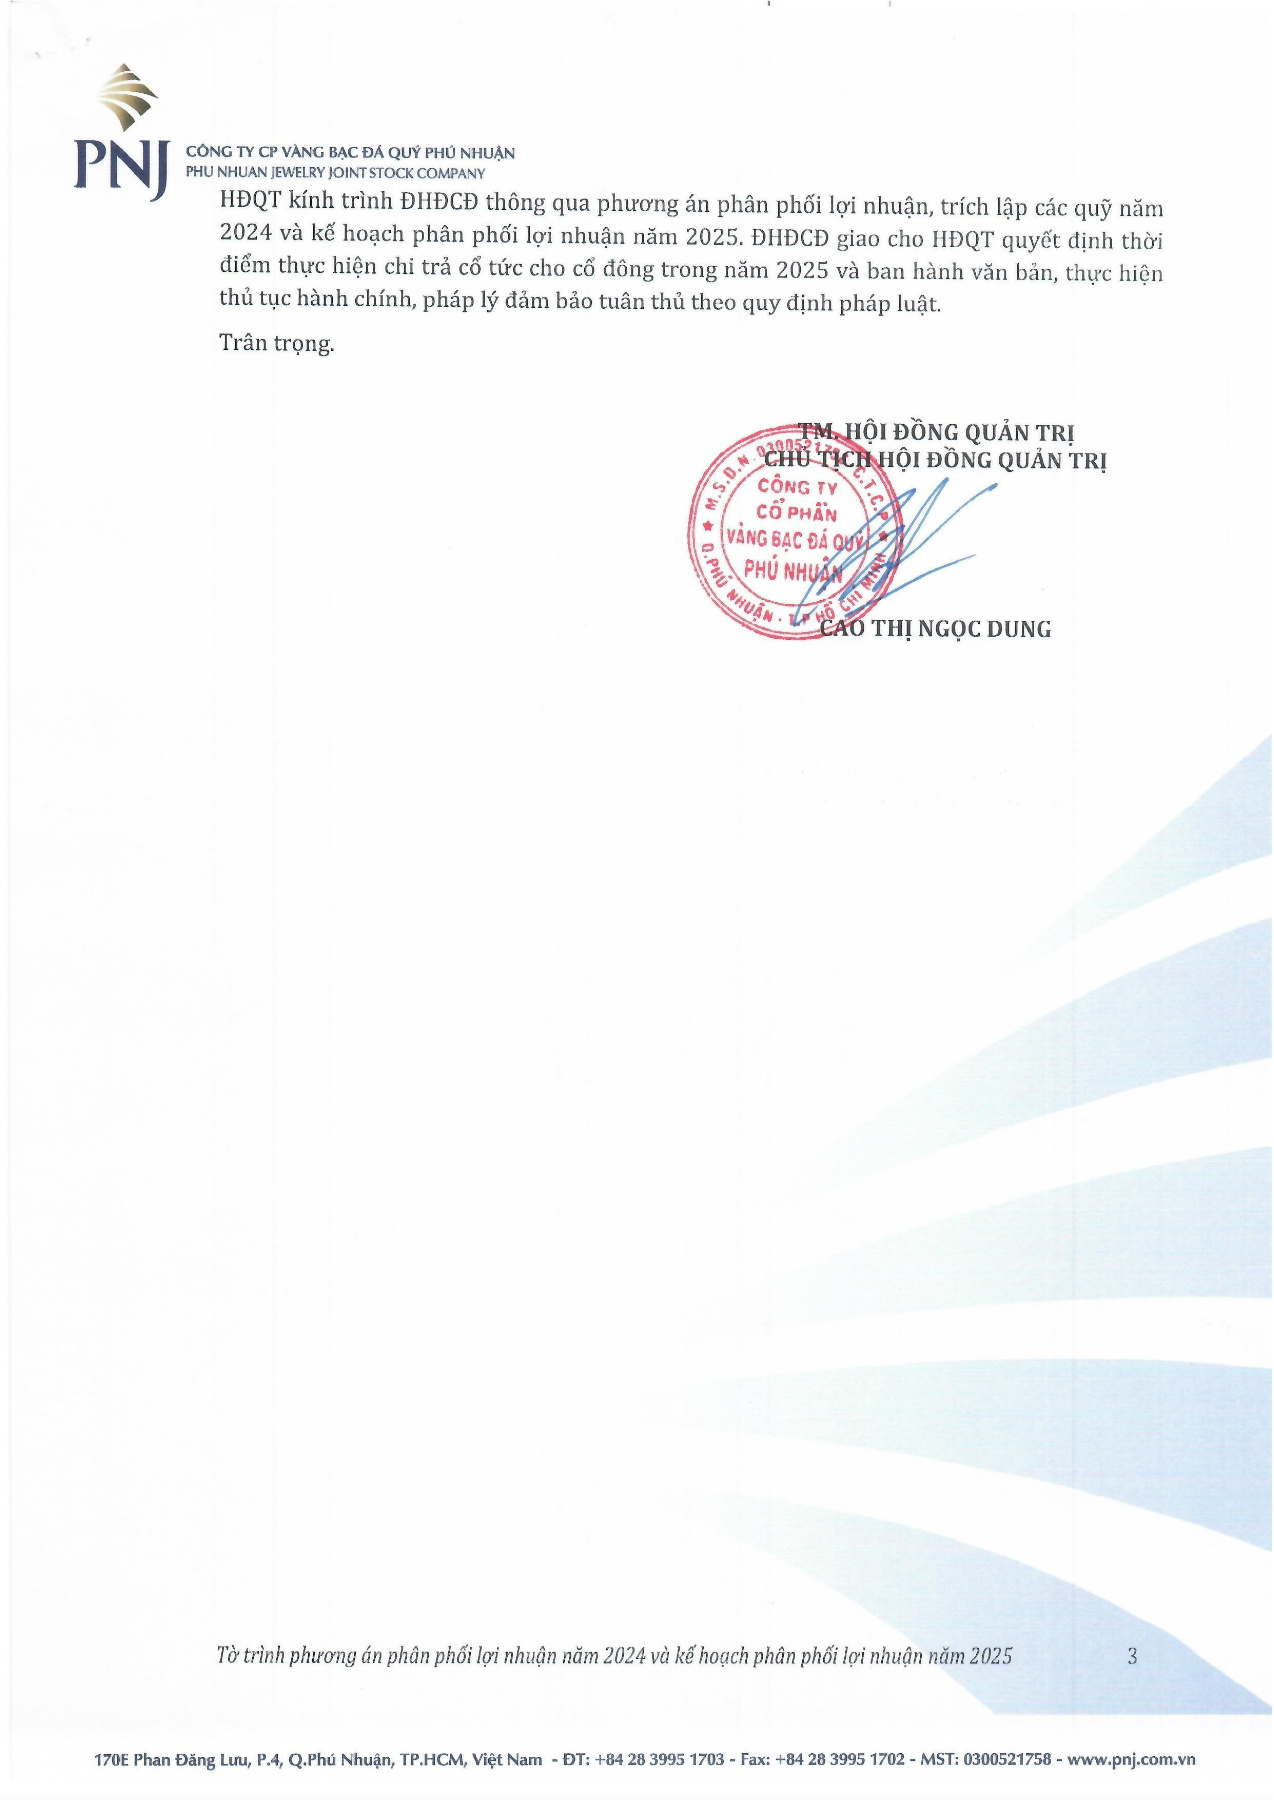 PNJ
CÔNG TY CP VÀNG BẠC ĐÁ QUÝ PHÚ NHUẬN
PHU NHUAN JEWELRY JOINT STOCK COMPANY
HĐQT kính trình ĐHĐCĐ thông qua phương án phân phối lợi nhuận, trích lập các quỹ năm
2024 và kế hoạch phân phối lợi nhuận năm 2025. ĐHĐCĐ giao cho HĐQT quyết định thời
điểm thực hiện chi trả cổ tức cho cổ đông trong năm 2025 và ban hành văn bản, thực hiện
thủ tục hành chính, pháp lý đảm bảo tuân thủ theo quy định pháp luật.
Trân trọng.
TM. HỘI ĐỒNG QUẢN TRỊ
CHỦ TỊCH HỘI ĐỒNG QUẢN TRỊ
M.S.D.N 0300521758 C.T.C.P
CÔNG TY
CỔ PHẦN
VÀNG BẠC ĐÁ QUÝ
PHÚ NHUẬN
Q.PHÚ NHUẬN - T.P HỒ CHÍ MINH
CAO THỊ NGỌC DUNG
Tờ trình phương án phân phối lợi nhuận năm 2024 và kế hoạch phân phối lợi nhuận năm 2025 3
170E Phan Đăng Lưu, P.4, Q.Phú Nhuận, TP.HCM, Việt Nam - ĐT: +84 28 3995 1703 - Fax: +84 28 3995 1702 - MST: 0300521758 - www.pnj.com.vn